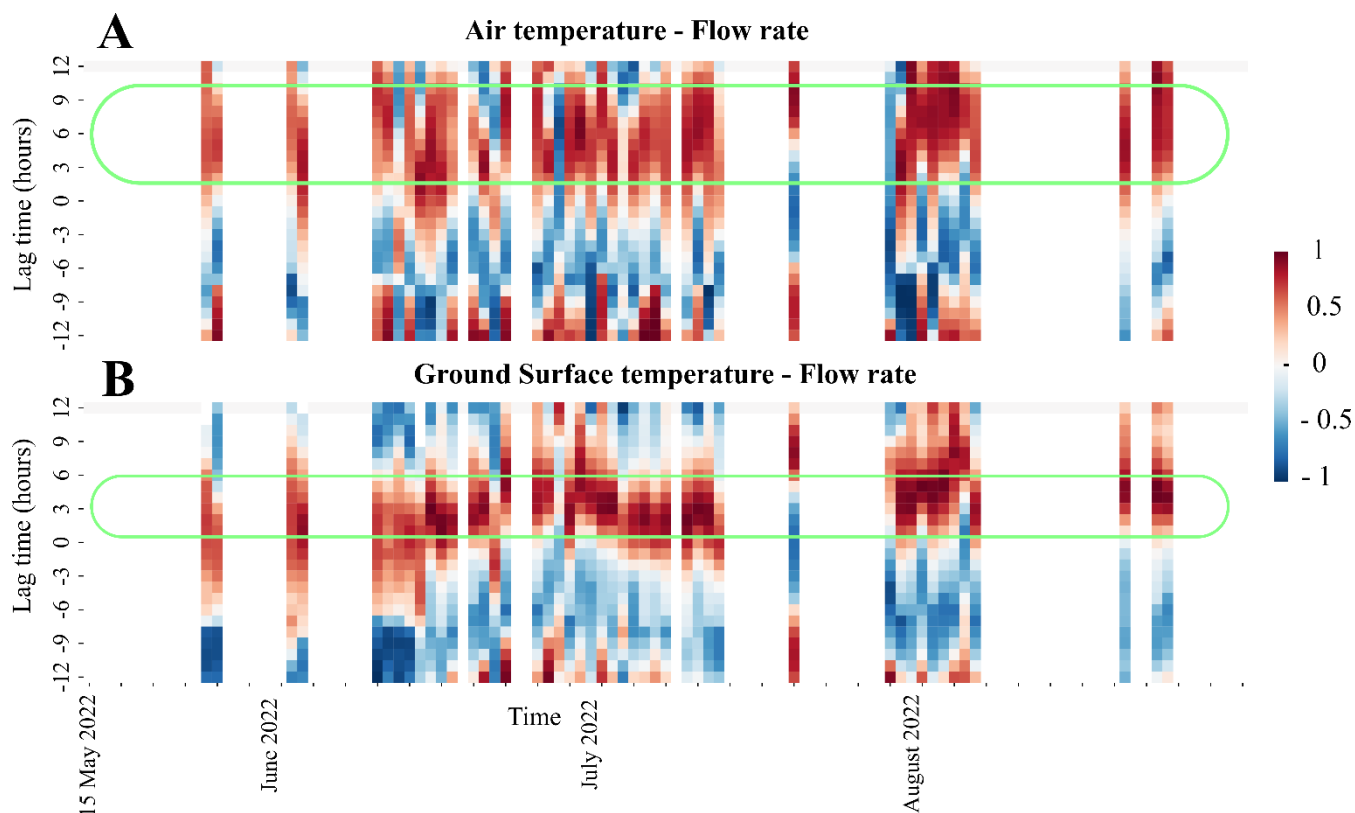 A
Air temperature - Flow rate
Lag time (hours)
12
9
6
3
0
-3
-6
-9
-12
B
Ground Surface temperature - Flow rate
Lag time (hours)
12
9
6
3
0
-3
-6
-9
-12
1
0.5
0
- 0.5
- 1
Time
15 May 2022
June 2022
July 2022
August 2022